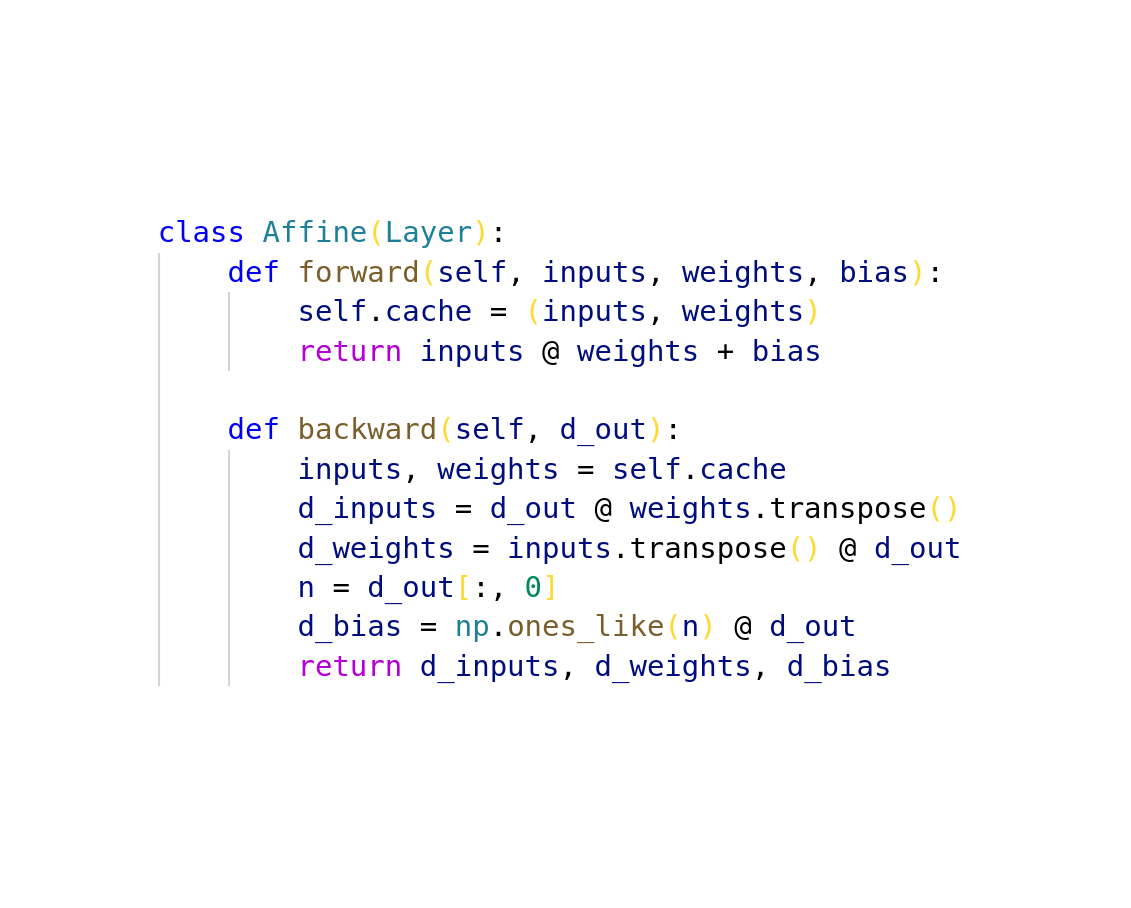 class Affine(Layer):
    def forward(self, inputs, weights, bias):
        self.cache = (inputs, weights)
        return inputs @ weights + bias

    def backward(self, d_out):
        inputs, weights = self.cache
        d_inputs = d_out @ weights.transpose()
        d_weights = inputs.transpose() @ d_out
        n = d_out[:, 0]
        d_bias = np.ones_like(n) @ d_out
        return d_inputs, d_weights, d_bias